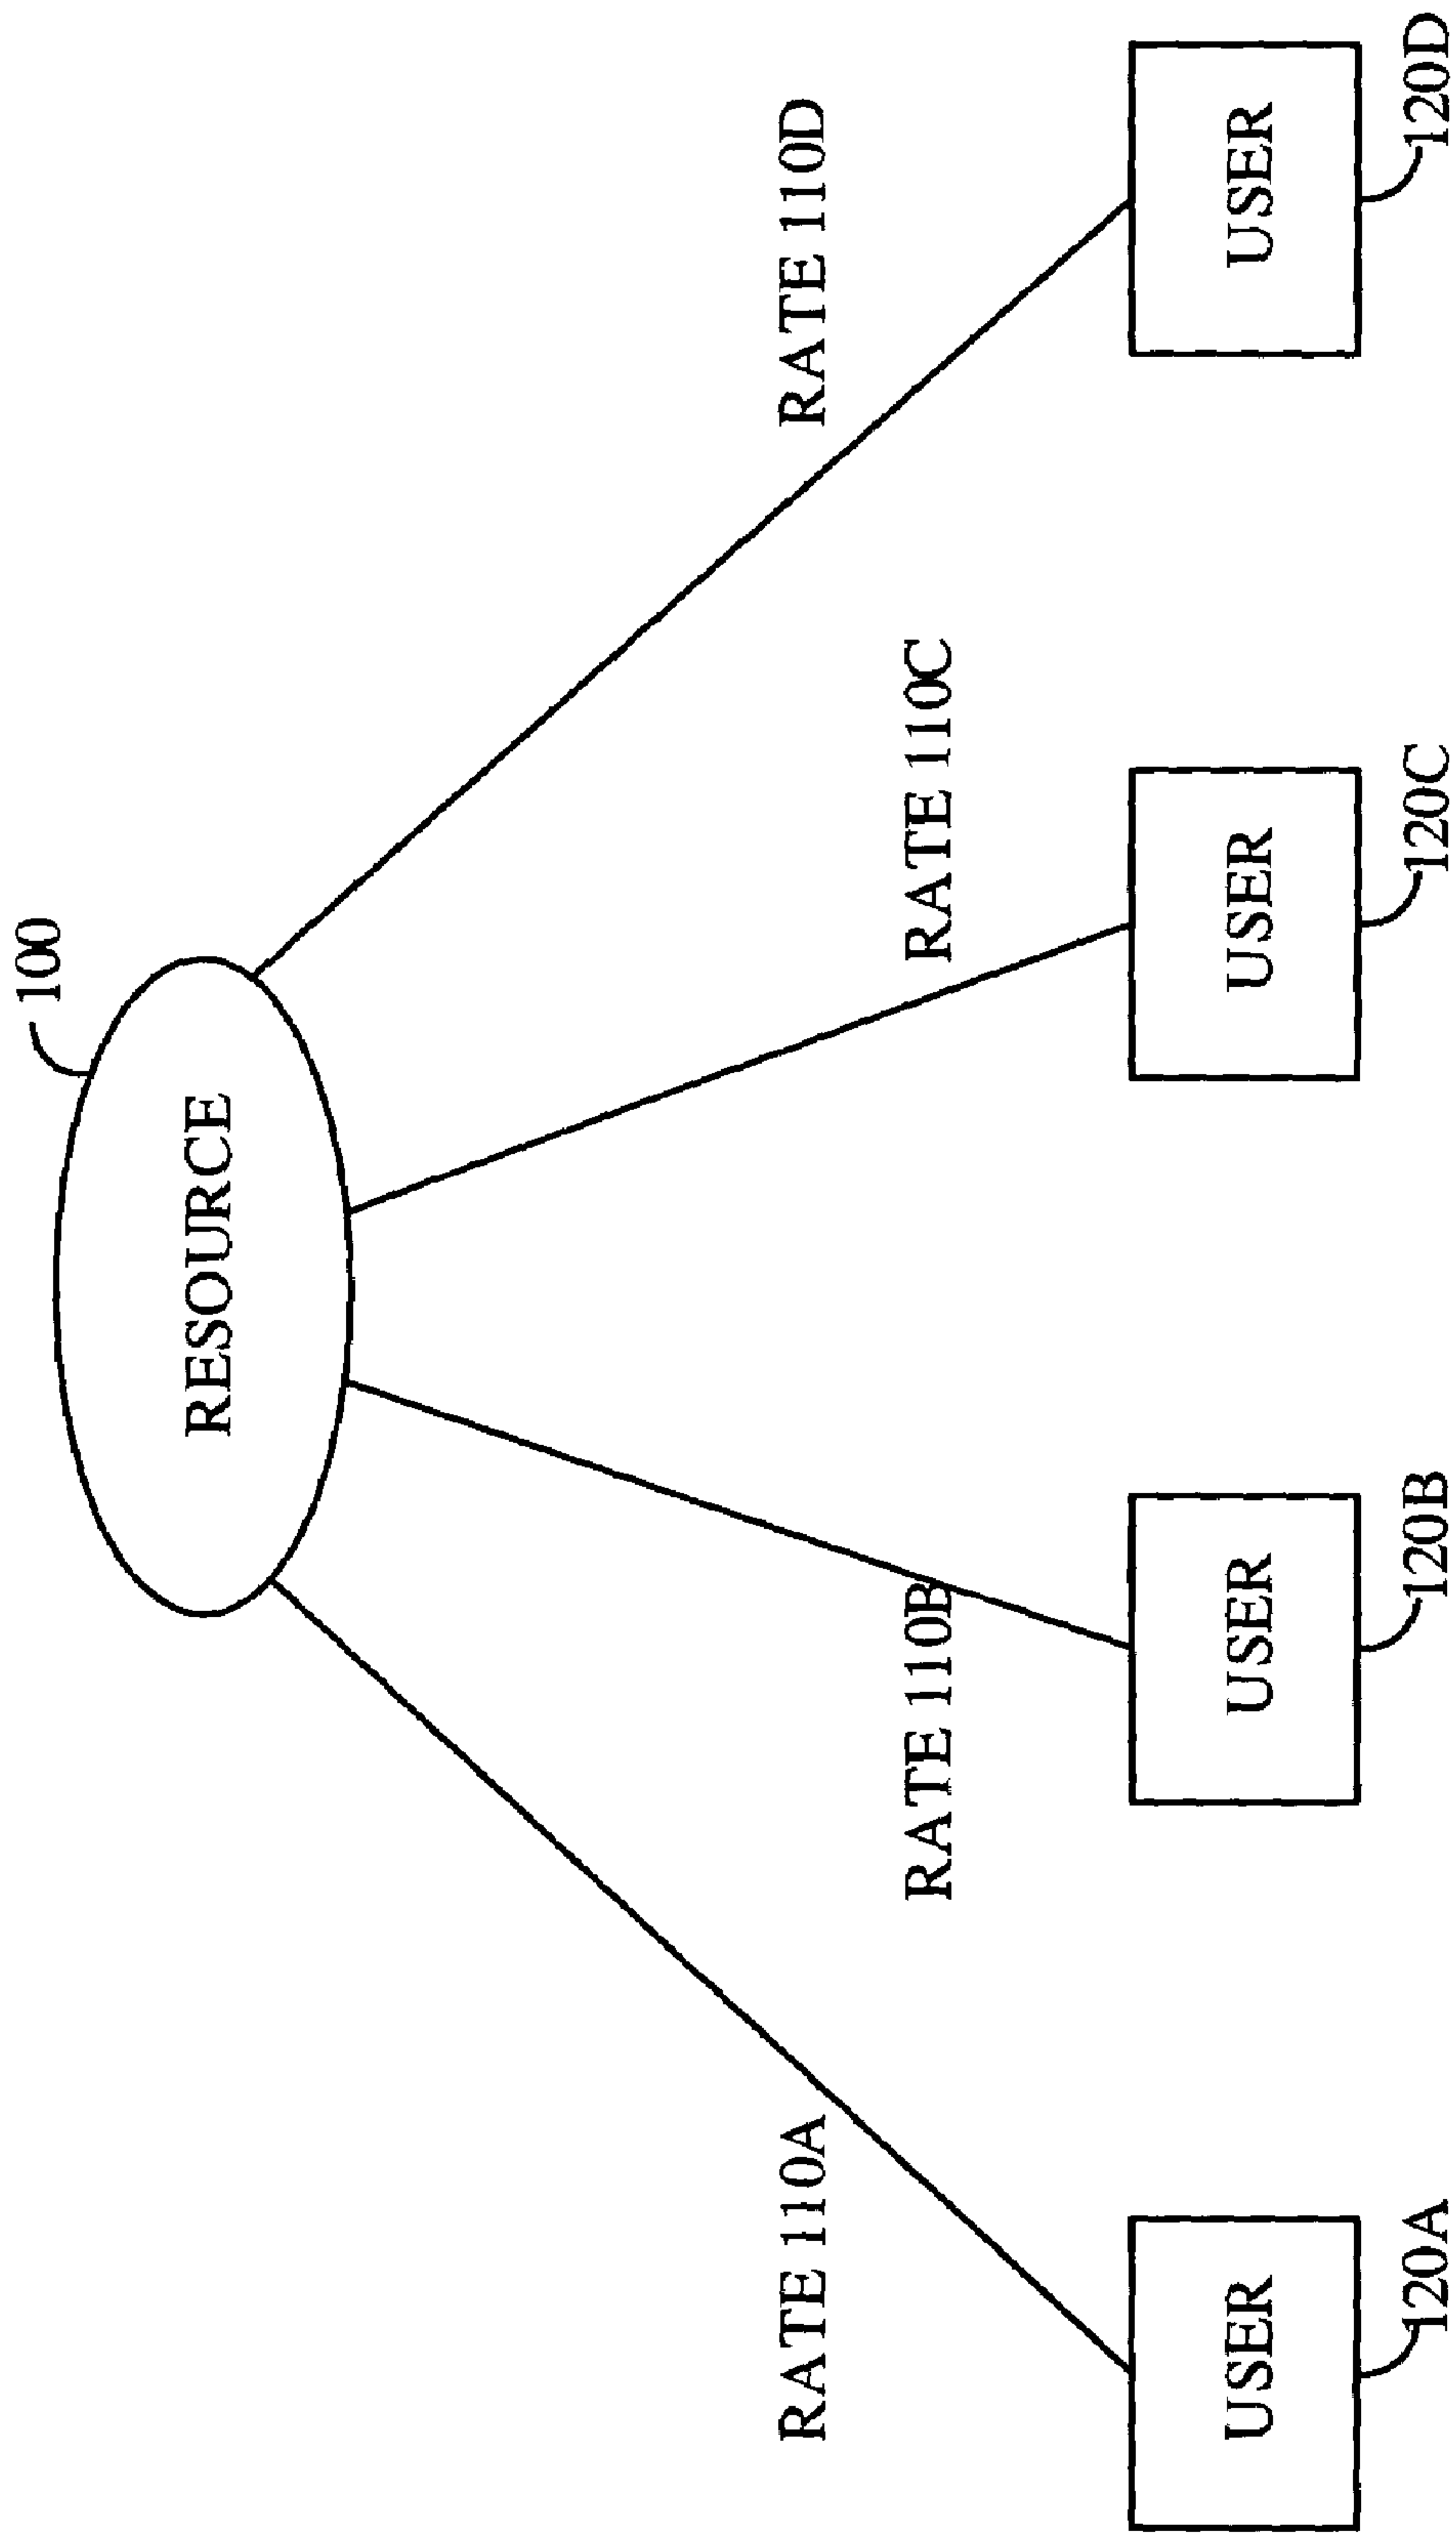 100
RESOURCE
RATE 110A
RATE 110D
RATE 110B
RATE 110C
USER
USER
USER
USER
120A
120B
120C
120D